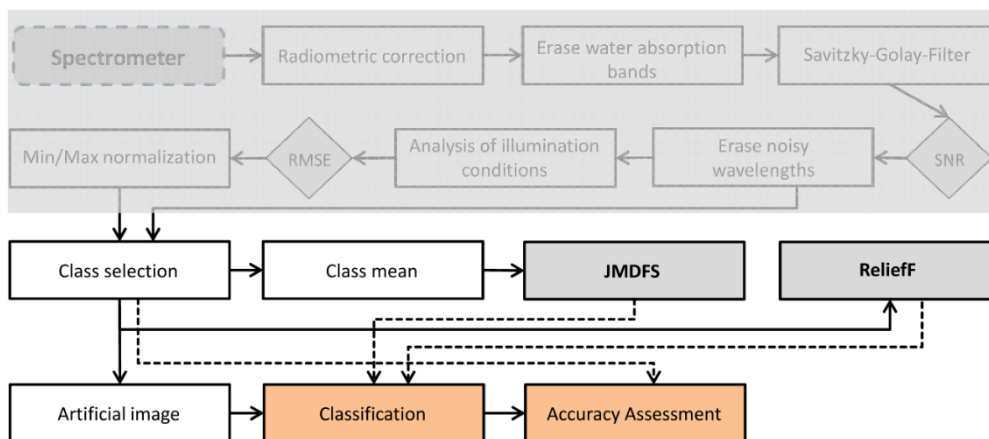 Spectrometer
Radiometric correction
Erase water absorption
bands
Savitzky-Golay-Filter
Min/Max normalization
RMSE
Analysis of illumination
conditions
Erase noisy
wavelengths
SNR
Class selection
Class mean
JMDFS
ReliefF
Artificial image
Classification
Accuracy Assessment